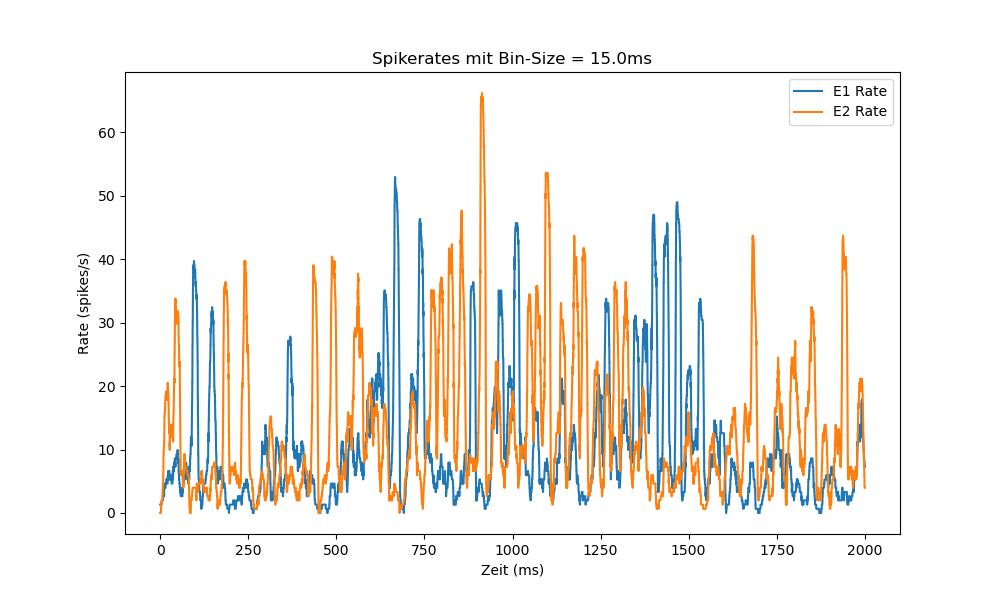 Spikerates mit Bin-Size = 15.0ms
E1 Rate
E2 Rate
60
50
40
30
20
10
0
Rate (spikes/s)
0 250 500 750 1000 1250 1500 1750 2000
Zeit (ms)